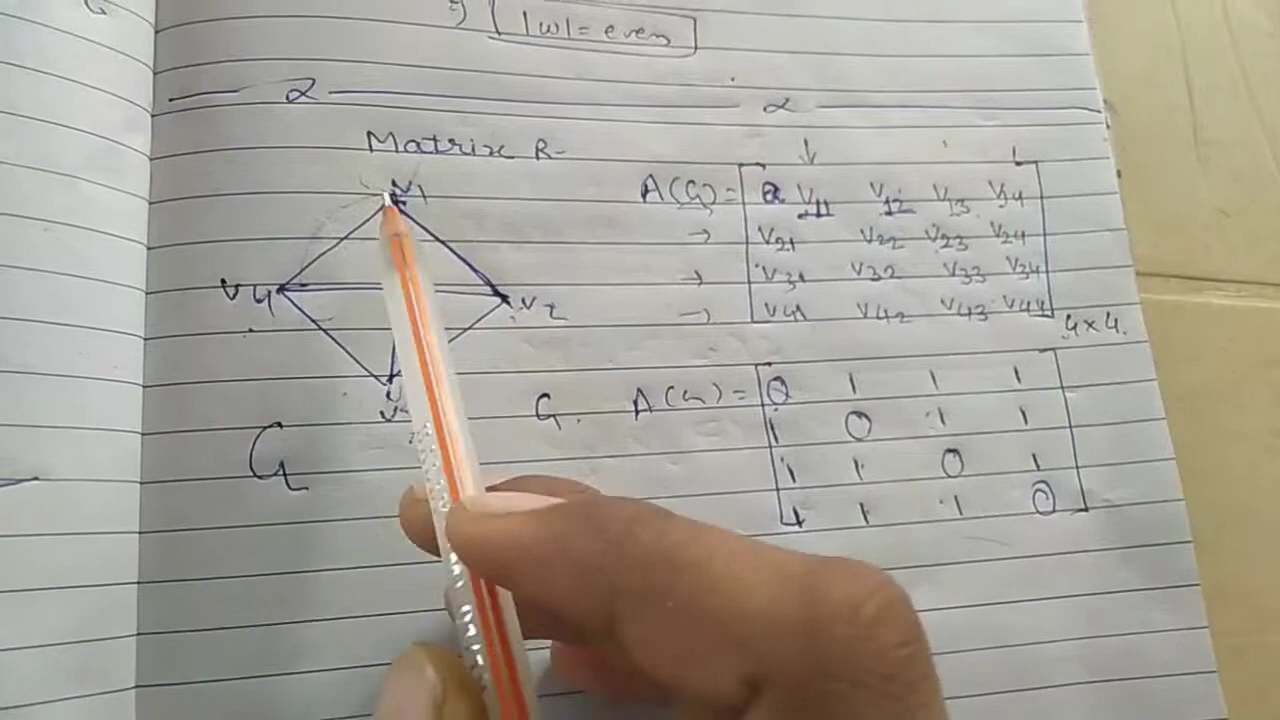 |w| = even
α α
Matrix R-
V1
V4
V2
G
A(G) = V11 V12 V13 V14
→ V21 V22 V23 V24
→ V31 V32 V33 V34
→ V41 V42 V43 V44
4×4.
G. A(G) = 0 1 1 1
1 0 1 1
1 1 0 1
1 1 1 0